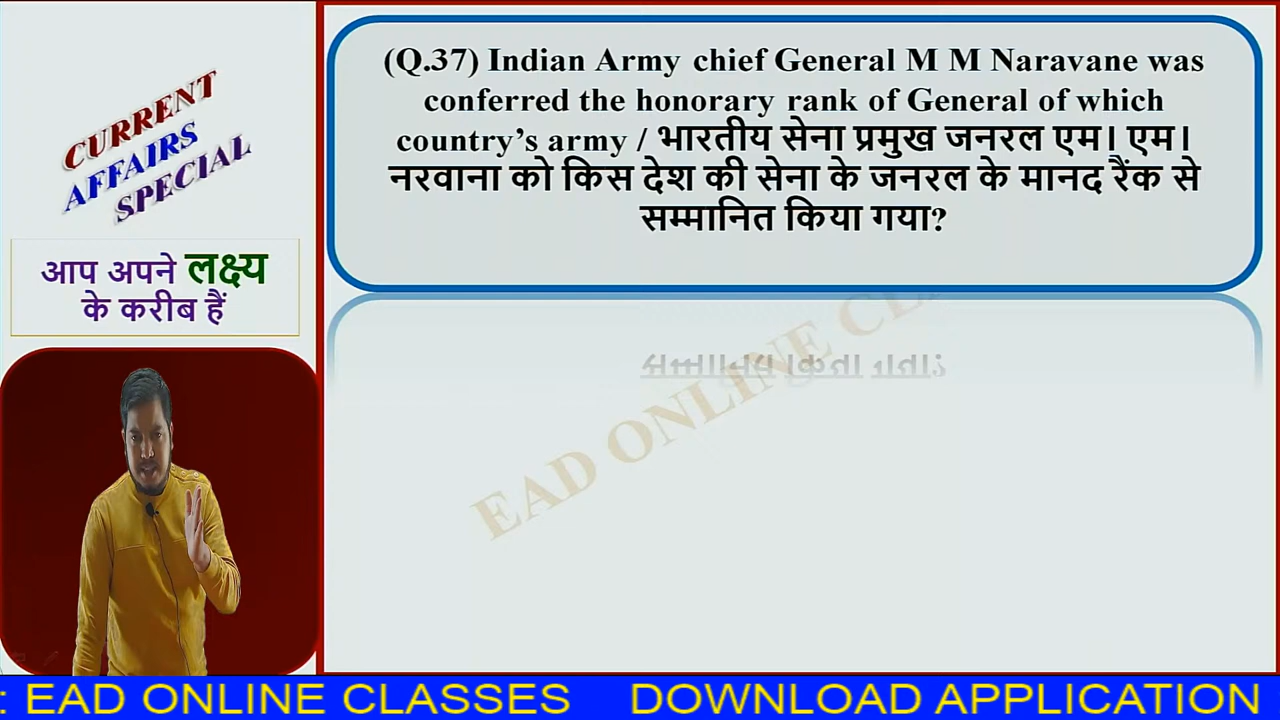 CURRENT
AFFAIRS
SPECIAL
आप अपने लक्ष्य
के करीब हैं
(Q.37) Indian Army chief General M M Naravane was
conferred the honorary rank of General of which
country’s army / भारतीय सेना प्रमुख जनरल एम। एम।
नरवाना को किस देश की सेना के जनरल के मानद रैंक से
सम्मानित किया गया?
EAD ONLINE
: EAD ONLINE CLASSES DOWNLOAD APPLICATION